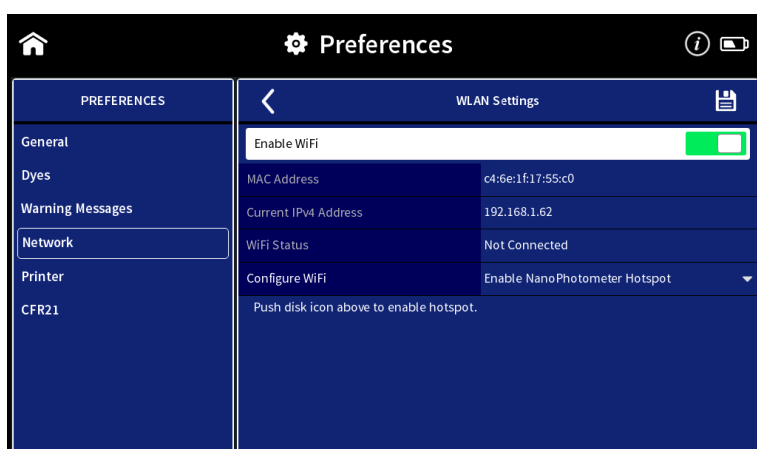 Preferences
i
PREFERENCES
WLAN Settings
General
Dyes
Warning Messages
Network
Printer
CFR21
Enable WiFi
MAC Address c4:6e:1f:17:55:c0
Current IPv4 Address 192.168.1.62
WiFi Status Not Connected
Configure WiFi Enable NanoPhotometer Hotspot
Push disk icon above to enable hotspot.